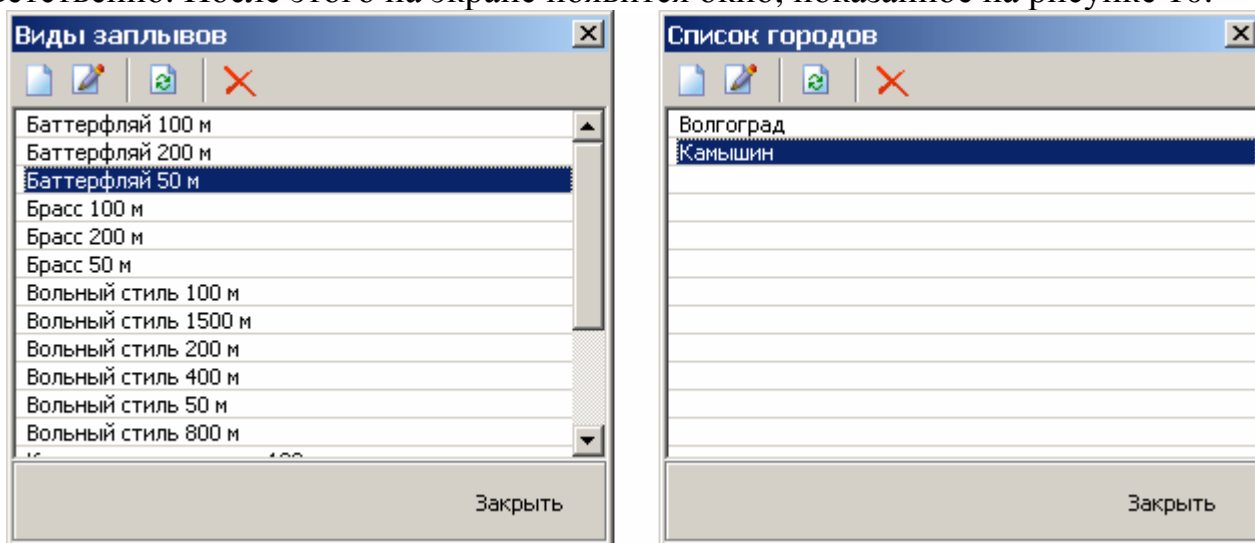 После этого на экране появится окно, показанное на рисунке
Виды заплывов
Баттерфляй 100 м
Баттерфляй 200 м
Баттерфляй 50 м
Брасс 100 м
Брасс 200 м
Брасс 50 м
Вольный стиль 100 м
Вольный стиль 1500 м
Вольный стиль 200 м
Вольный стиль 400 м
Вольный стиль 50 м
Вольный стиль 800 м
Закрыть
Список городов
Волгоград
Камышин
Закрыть